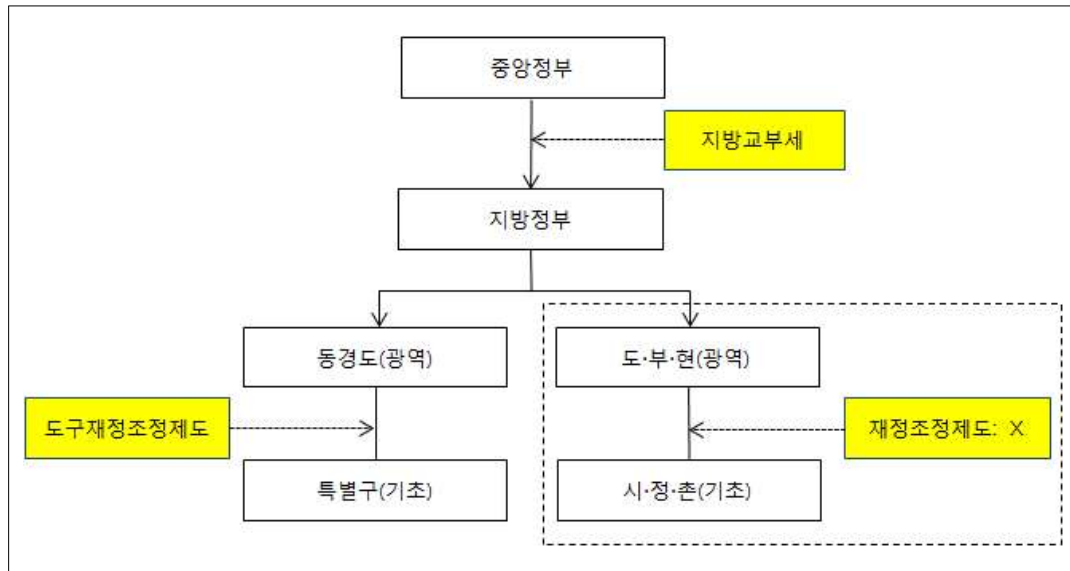 중앙정부
지방교부세
지방정부
동경도(광역)
도·부·현(광역)
도구재정조정제도
재정조정제도: X
특별구(기초)
시·정·촌(기초)